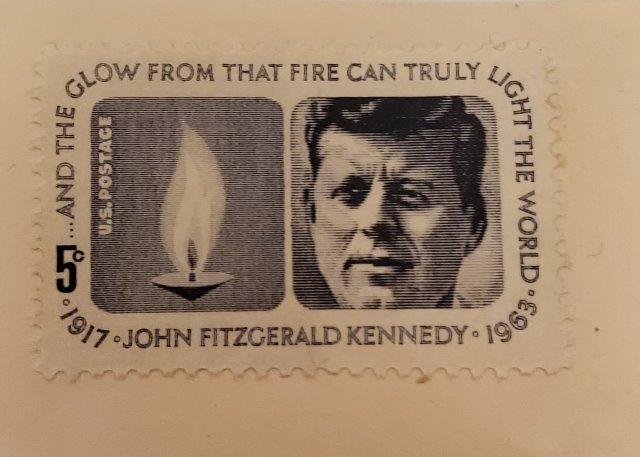 ...AND THE GLOW FROM THAT FIRE CAN TRULY LIGHT THE WORLD
U.S. POSTAGE
5c
•1917•JOHN FITZGERALD KENNEDY•1963•